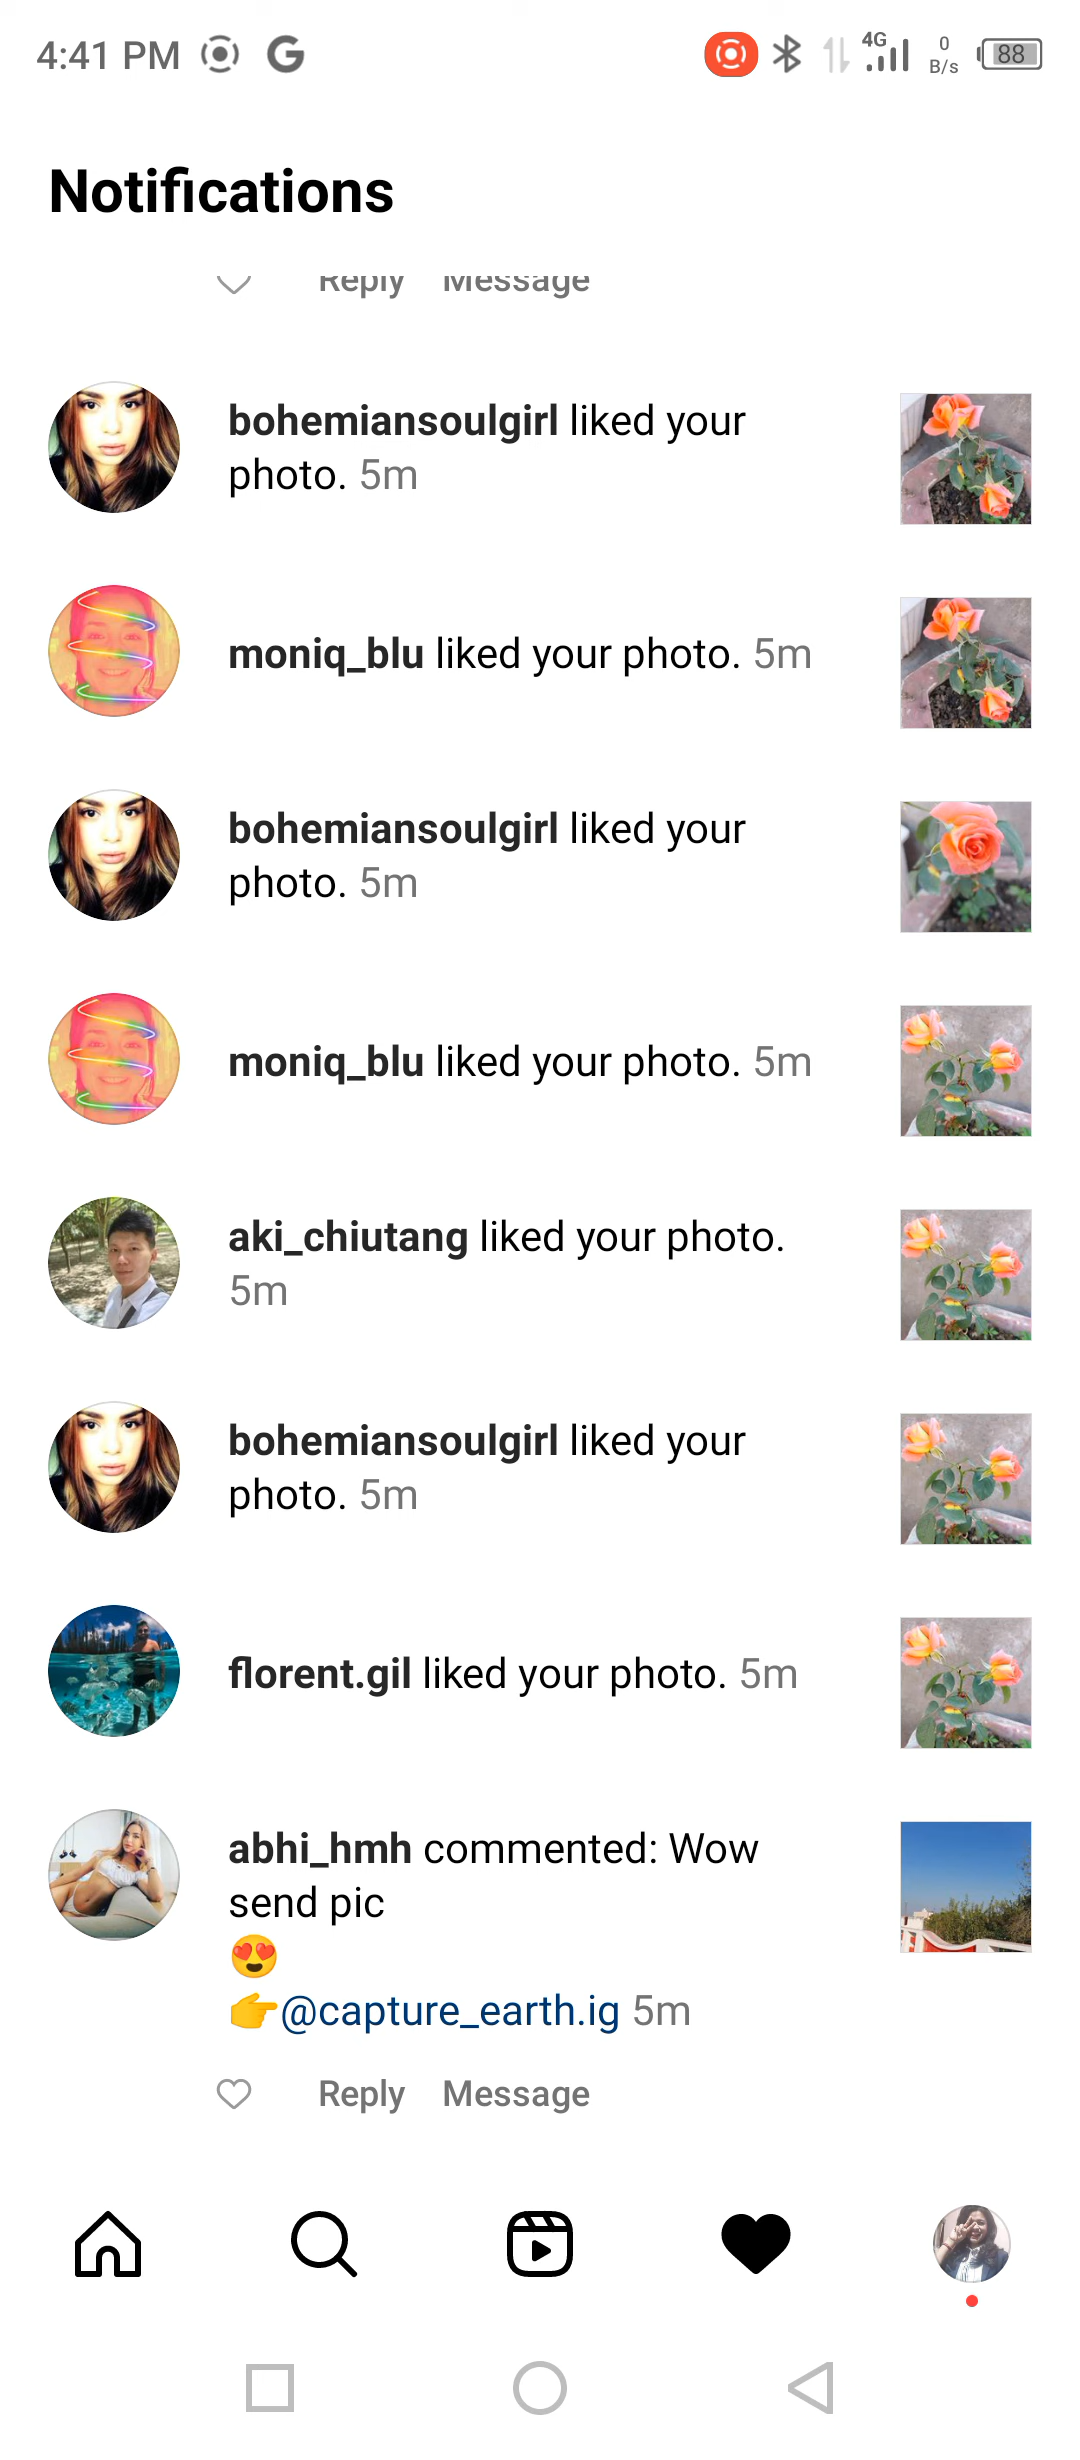 4:41 PM
4G
0
B/s
88
Notifications
Reply Message
bohemiansoulgirl liked your
photo. 5m
moniq_blu liked your photo. 5m
bohemiansoulgirl liked your
photo. 5m
moniq_blu liked your photo. 5m
aki_chiutang liked your photo.
5m
bohemiansoulgirl liked your
photo. 5m
florent.gil liked your photo. 5m
abhi_hmh commented: Wow
send pic
😍
👉@capture_earth.ig 5m
Reply Message